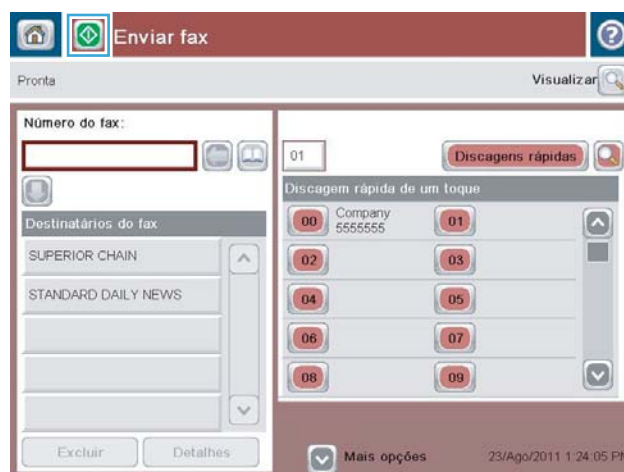 Enviar fax
Pronta
Visualizar
Número do fax:
01
Discagens rápidas
Discagem rápida de um toque
00 Company 5555555
01
02
03
04
05
06
07
08
09
Destinatários do fax
SUPERIOR CHAIN
STANDARD DAILY NEWS
Excluir
Detalhes
Mais opções
23/Ago/2011 1:24:05 PM